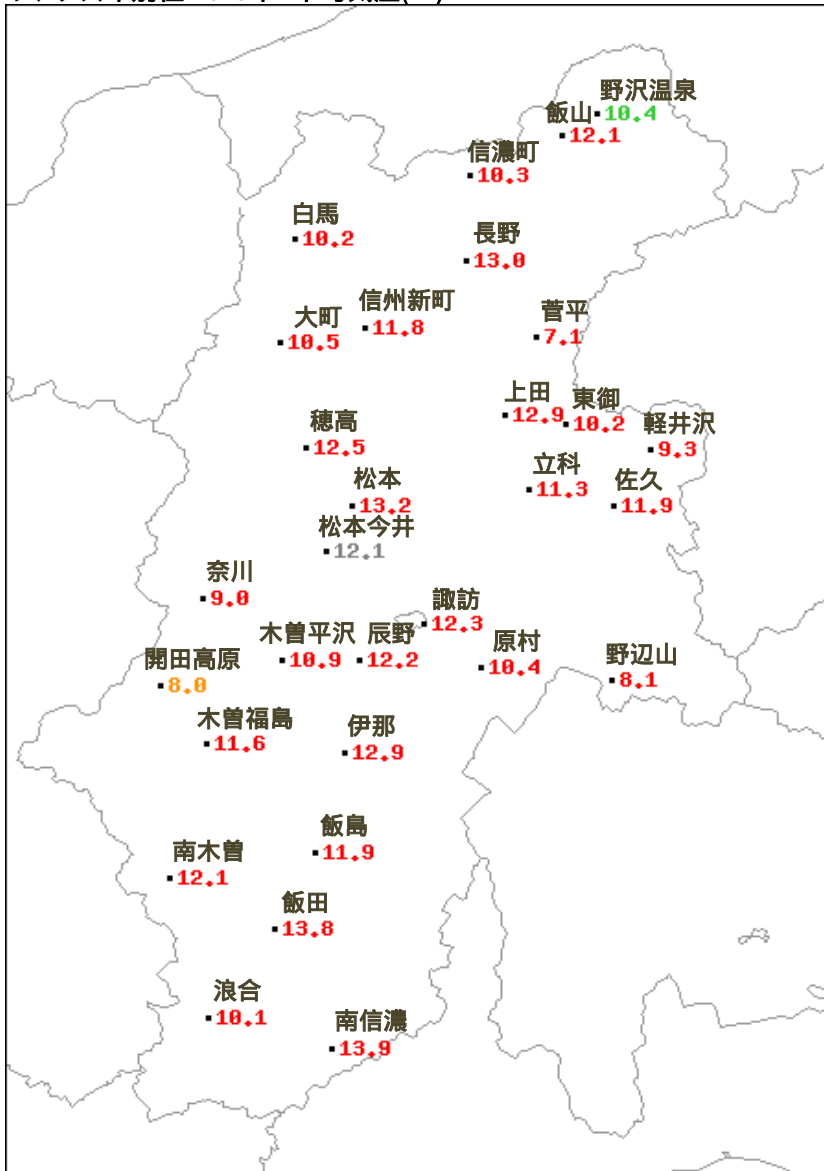 野沢温泉
10.4
飯山
12.1
信濃町
10.3
白馬
10.2
長野
13.0
信州新町
11.8
大町
10.5
菅平
7.1
上田
12.9
東御
10.2
軽井沢
9.3
穂高
12.5
立科
11.3
佐久
11.9
松本
13.2
松本今井
12.1
奈川
9.0
諏訪
12.3
木曽平沢
10.9
辰野
12.2
原村
10.4
野辺山
8.1
開田高原
8.0
木曽福島
11.6
伊那
12.9
飯島
11.9
南木曽
12.1
飯田
13.8
浪合
10.1
南信濃
13.9